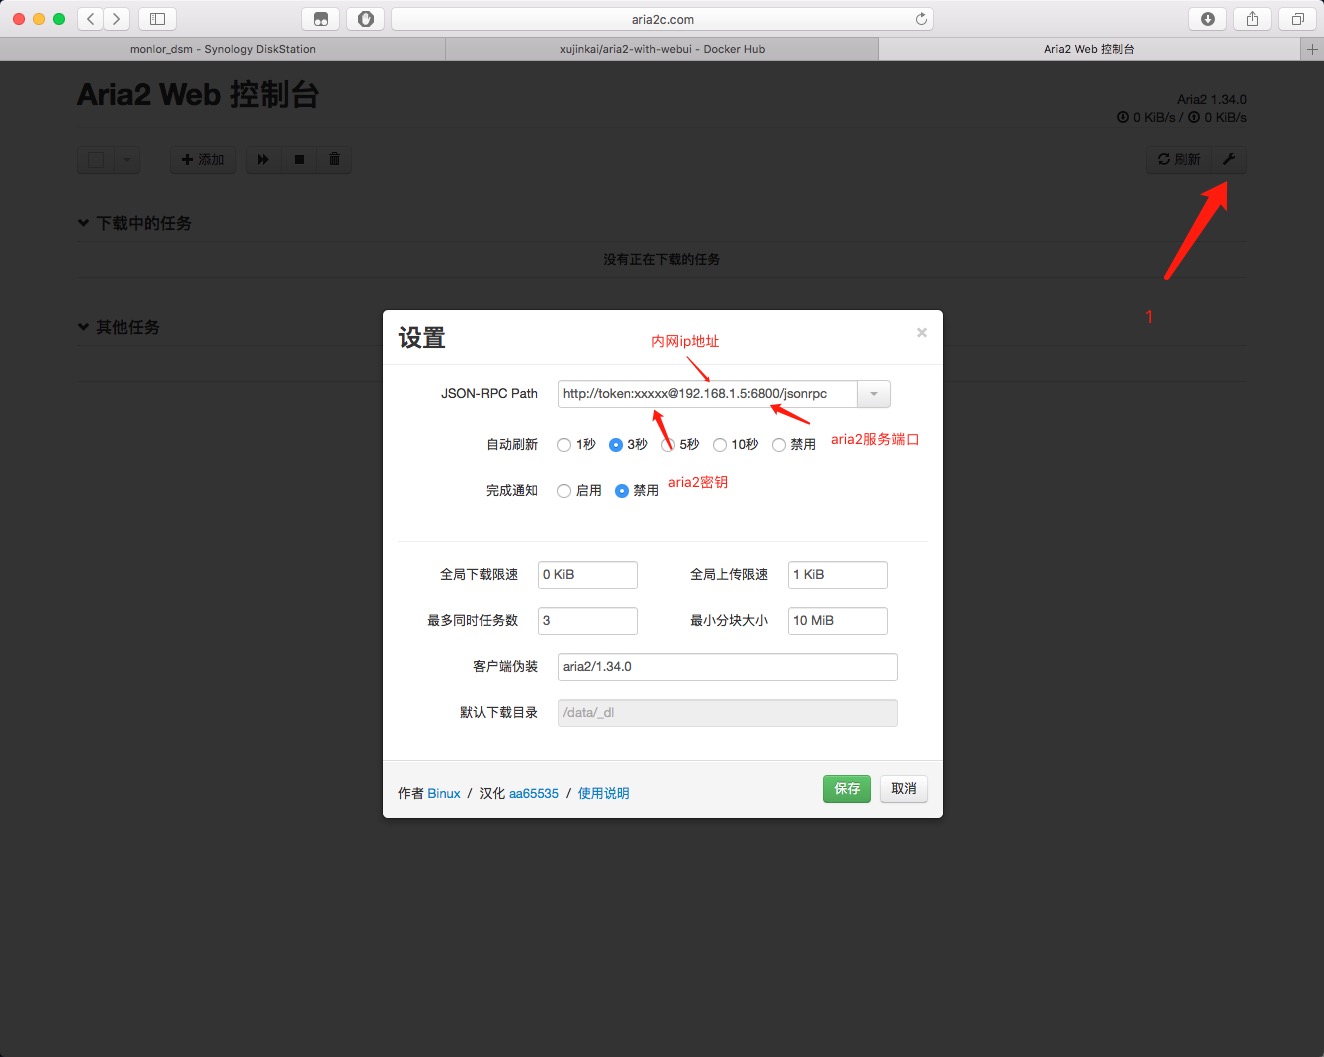 aria2c.com
monlor_dsm - Synology DiskStation
xujinkai/aria2-with-webui - Docker Hub
Aria2 Web 控制台
Aria2 Web 控制台
Aria2 1.34.0
0 KiB/s / 0 KiB/s
添加
刷新
下载中的任务
没有正在下载的任务
其他任务
1
设置
×
内网ip地址
JSON-RPC Path
http://token:xxxxx@192.168.1.5:6800/jsonrpc
自动刷新 1秒 3秒 5秒 10秒 禁用
aria2服务端口
完成通知 启用 禁用
aria2密钥
全局下载限速 0 KiB 全局上传限速 1 KiB
最多同时任务数 3 最小分块大小 10 MiB
客户端伪装 aria2/1.34.0
默认下载目录 /data/_dl
作者 Binux / 汉化 aa65535 / 使用说明
保存
取消